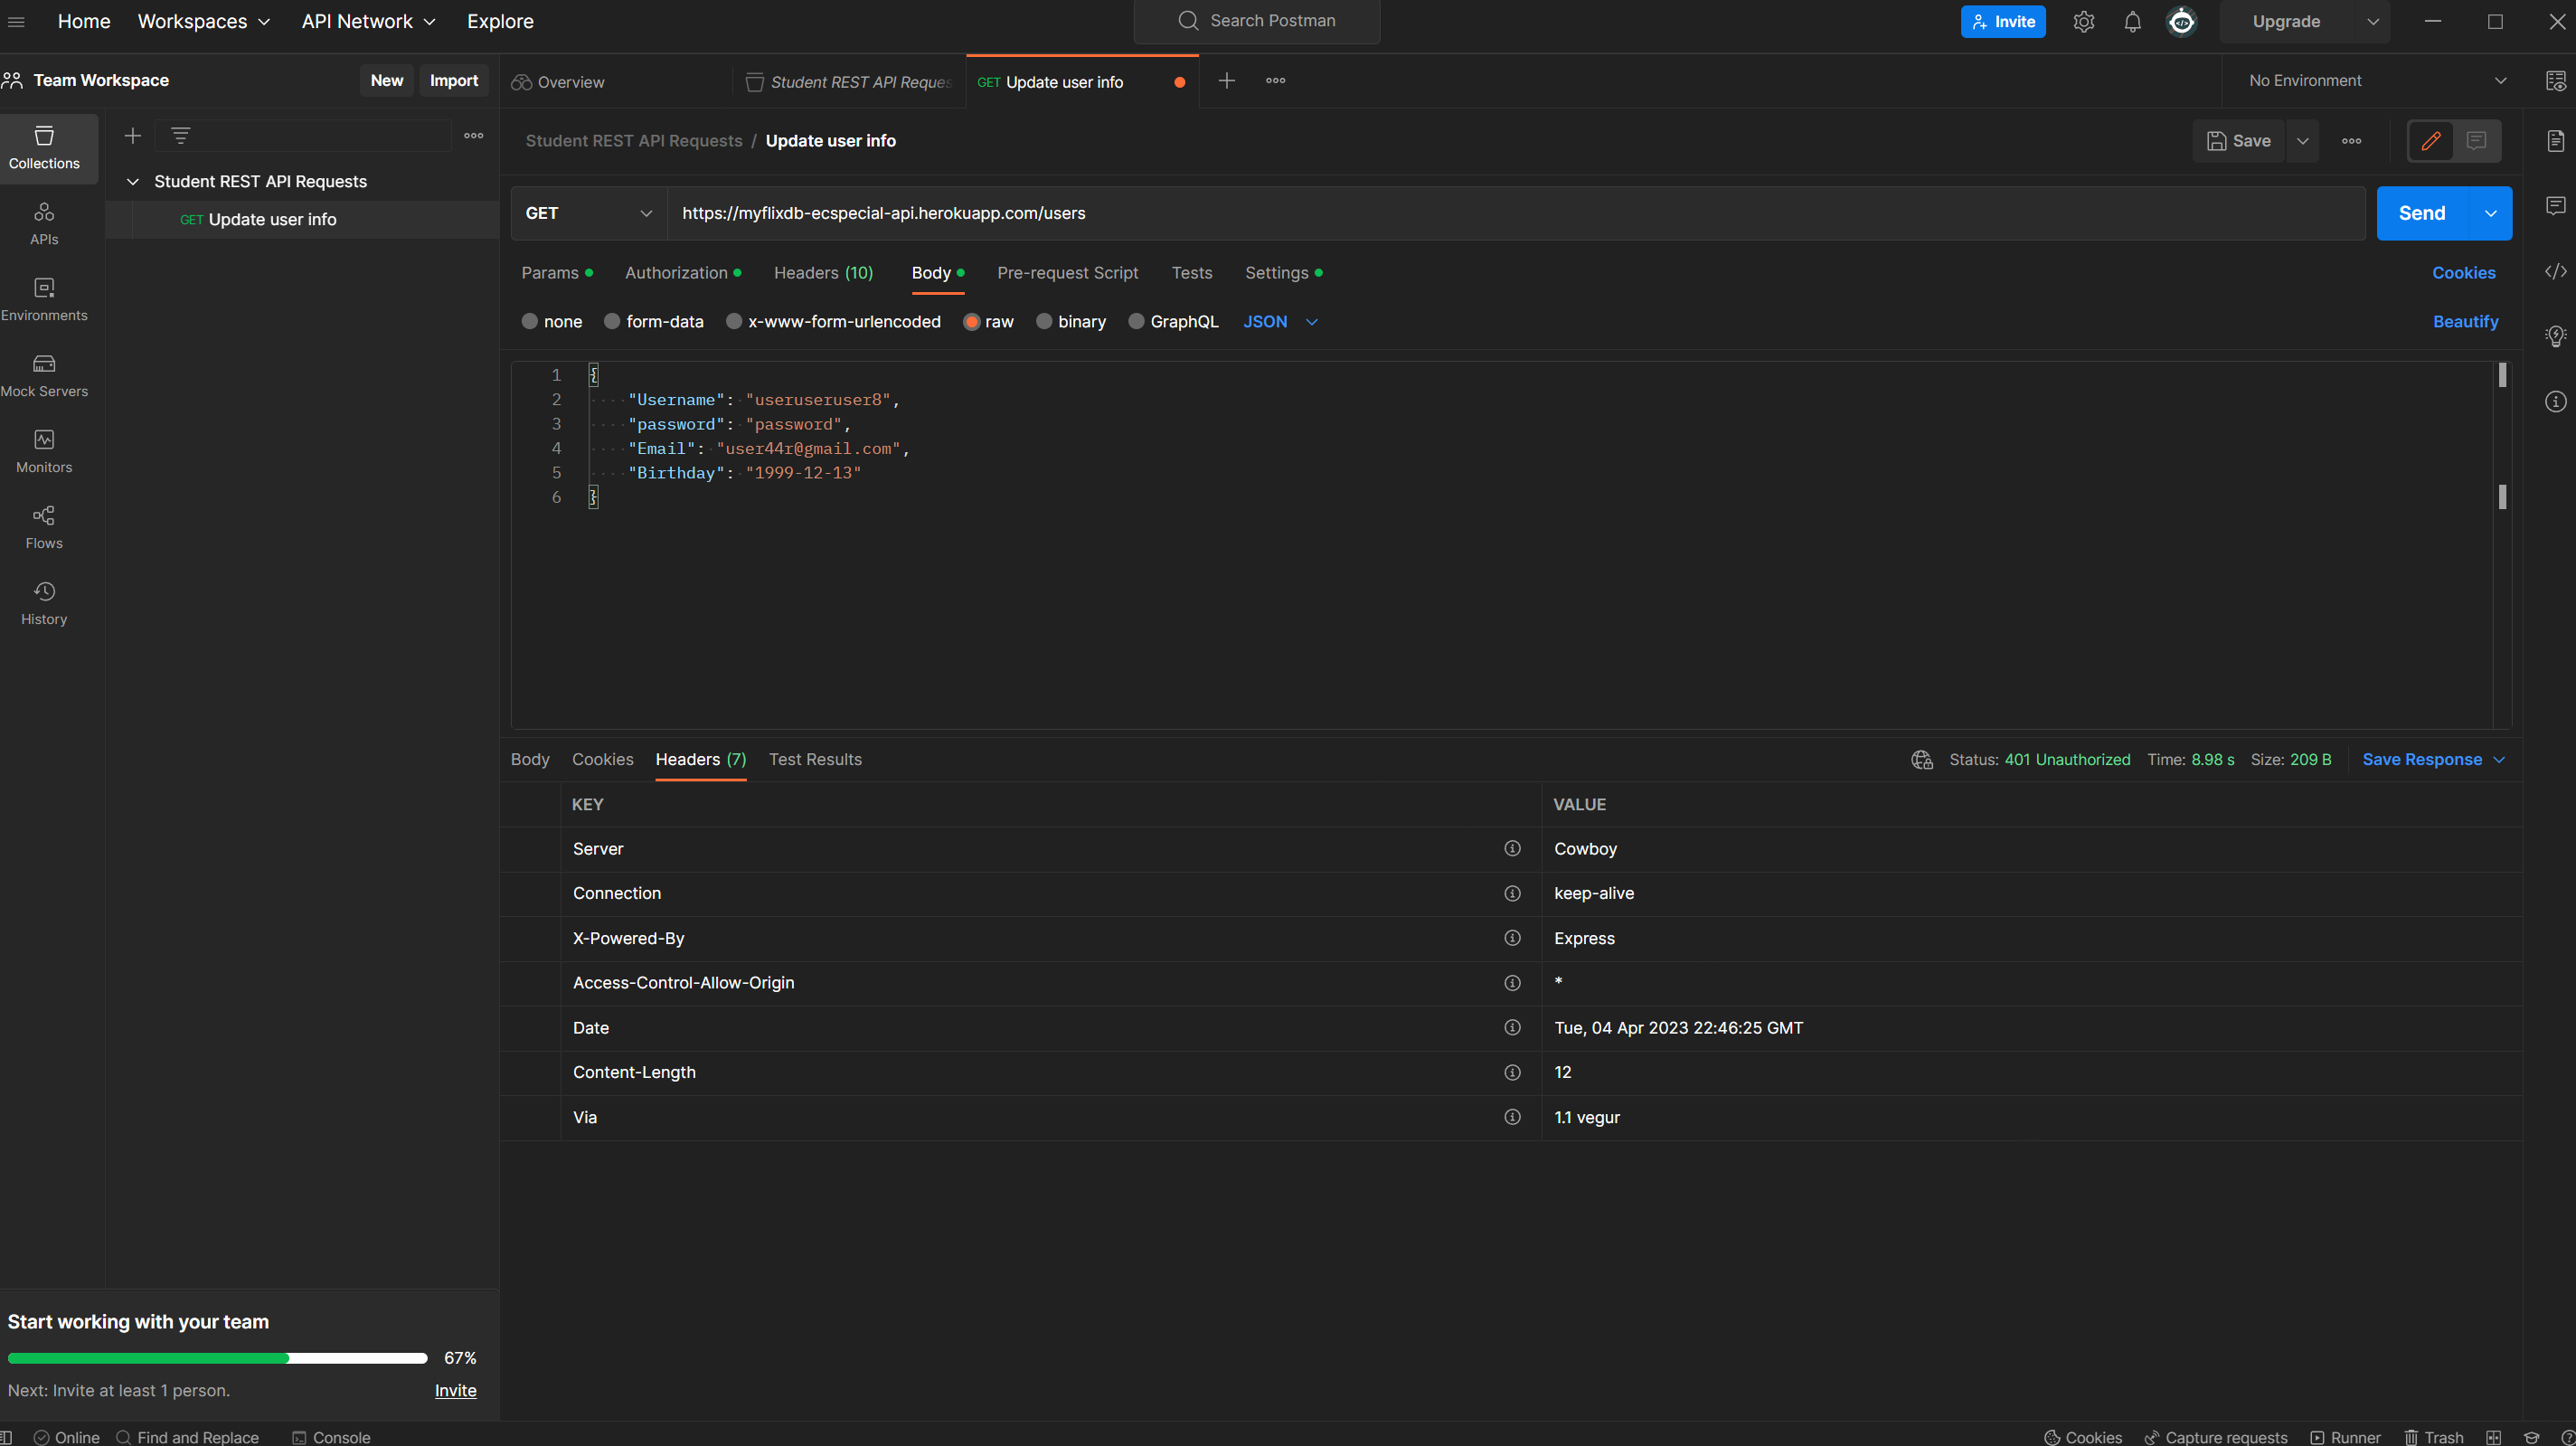 Home Workspaces API Network Explore Search Postman Invite Upgrade
Team Workspace New Import Overview Student REST API Reques GET Update user info No Environment
Collections
Student REST API Requests / Update user info Save
Student REST API Requests
GET Update user info
APIs
Environments
Mock Servers
Monitors
Flows
History
GET https://myflixdb-ecspecial-api.herokuapp.com/users Send
Params Authorization Headers (10) Body Pre-request Script Tests Settings Cookies
none form-data x-www-form-urlencoded raw binary GraphQL JSON Beautify
1 {
2 "Username": "useruseruser8",
3 "password": "password",
4 "Email": "user44r@gmail.com",
5 "Birthday": "1999-12-13"
6 }
Body Cookies Headers (7) Test Results Status: 401 Unauthorized Time: 8.98 s Size: 209 B Save Response
KEY VALUE
Server Cowboy
Connection keep-alive
X-Powered-By Express
Access-Control-Allow-Origin *
Date Tue, 04 Apr 2023 22:46:25 GMT
Content-Length 12
Via 1.1 vegur
Start working with your team
67%
Next: Invite at least 1 person. Invite
Online Find and Replace Console Cookies Capture requests Runner Trash